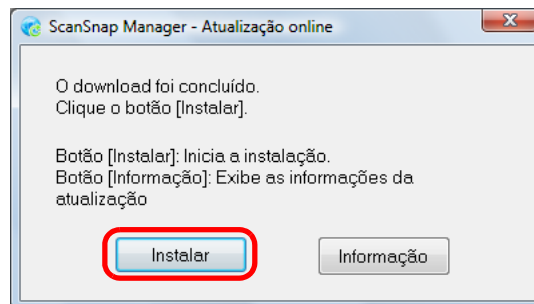 ScanSnap Manager - Atualização online
O download foi concluído.
Clique o botão [Instalar].
Botão [Instalar]: Inicia a instalação.
Botão [Informação]: Exibe as informações da
atualização
Instalar
Informação